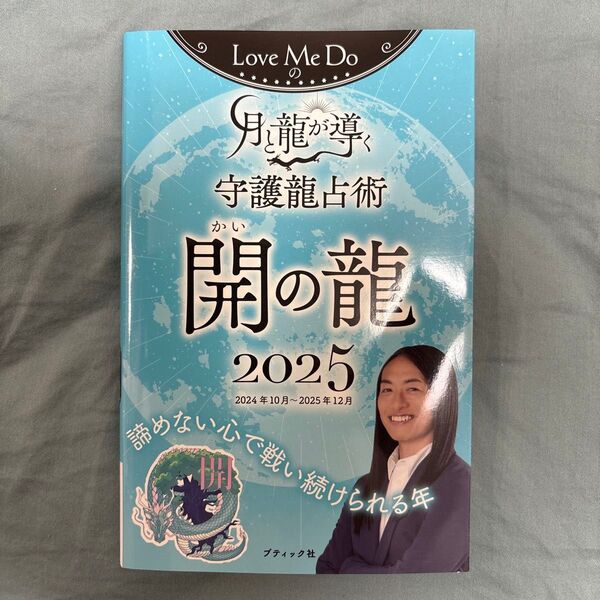 Love Me Do
の
月と龍が導く
守護龍占術
かい
開の龍
2025
2024年10月～2025年12月
諦めない心で戦い続けられる年
開
ブティック社